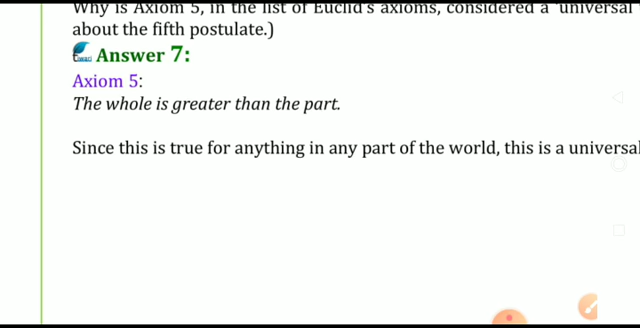 Why is Axiom 5, in the list of Euclid's axioms, considered a 'universal
about the fifth postulate.)
Answer 7:
Axiom 5:
The whole is greater than the part.
Since this is true for anything in any part of the world, this is a universal